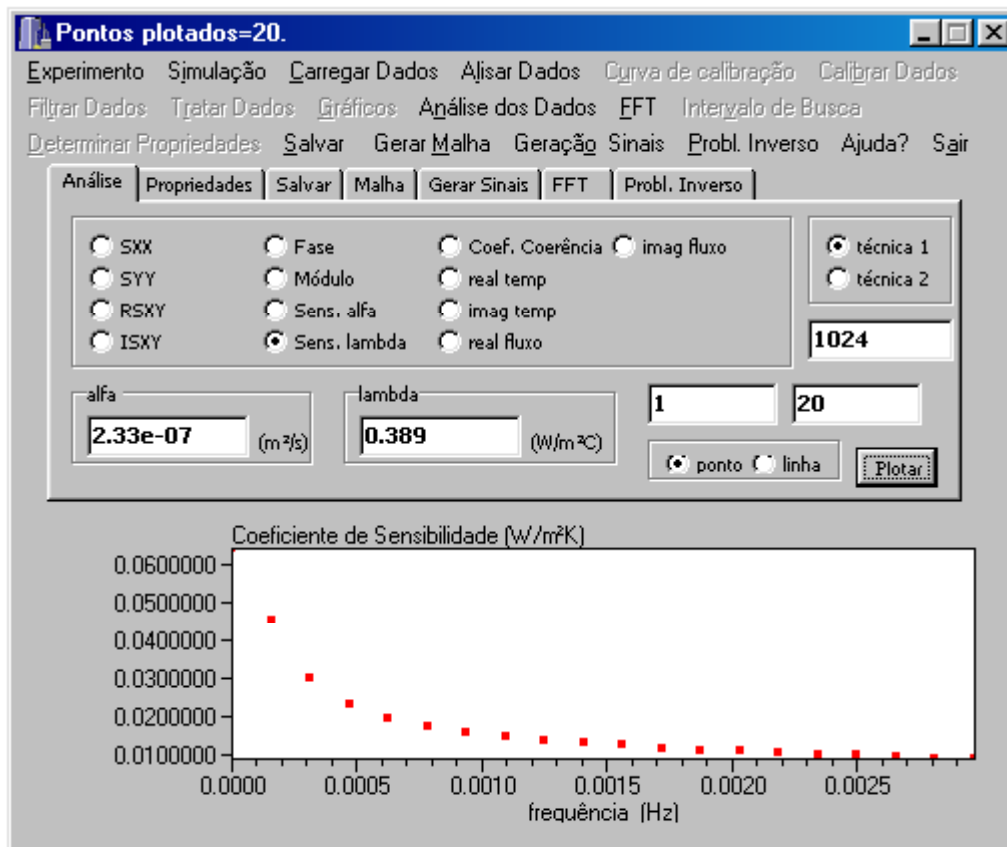 Pontos plotados=20.
Experimento Simulação Carregar Dados Alisar Dados Curva de calibração Calibrar Dados
Filtrar Dados Tratar Dados Gráficos Análise dos Dados FFT Intervalo de Busca
Determinar Propriedades Salvar Gerar Malha Geração Sinais Probl. Inverso Ajuda? Sair
Análise Propriedades Salvar Malha Gerar Sinais FFT Probl. Inverso
SXX Fase Coef. Coerência imag fluxo técnica 1
SYY Módulo real temp técnica 2
RSXY Sens. alfa imag temp
ISXY Sens. lambda real fluxo 1024
alfa lambda 1 20
2.33e-07 (m²/s) 0.389 (W/m²C)
ponto linha Plotar
Coeficiente de Sensibilidade (W/m²K)
0.0600000
0.0500000
0.0400000
0.0300000
0.0200000
0.0100000
0.0000 0.0005 0.0010 0.0015 0.0020 0.0025
frequência (Hz)